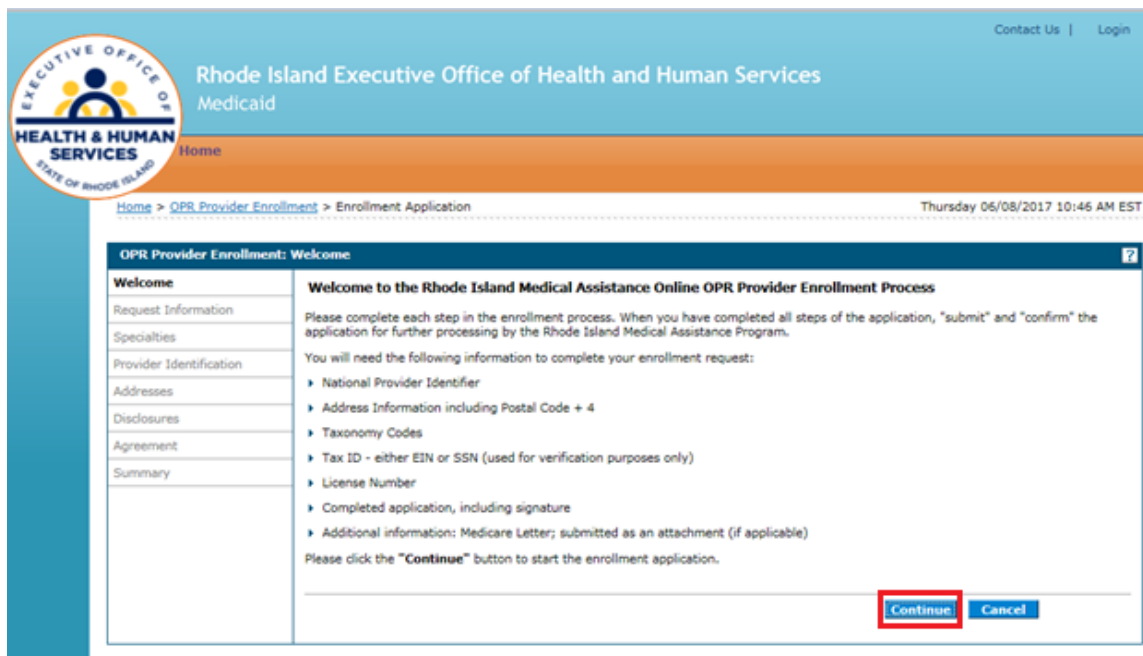 Contact Us | Login
EXECUTIVE OFFICE OF
HEALTH & HUMAN
SERVICES
STATE OF RHODE ISLAND
Rhode Island Executive Office of Health and Human Services
Medicaid
Home
Home > OPR Provider Enrollment > Enrollment Application
Thursday 06/08/2017 10:46 AM EST
OPR Provider Enrollment: Welcome
?
Welcome
Request Information
Specialties
Provider Identification
Addresses
Disclosures
Agreement
Summary
Welcome to the Rhode Island Medical Assistance Online OPR Provider Enrollment Process
Please complete each step in the enrollment process. When you have completed all steps of the application, "submit" and "confirm" the
application for further processing by the Rhode Island Medical Assistance Program.
You will need the following information to complete your enrollment request:
National Provider Identifier
Address Information including Postal Code + 4
Taxonomy Codes
Tax ID - either EIN or SSN (used for verification purposes only)
License Number
Completed application, including signature
Additional information: Medicare Letter; submitted as an attachment (if applicable)
Please click the "Continue" button to start the enrollment application.
Continue Cancel